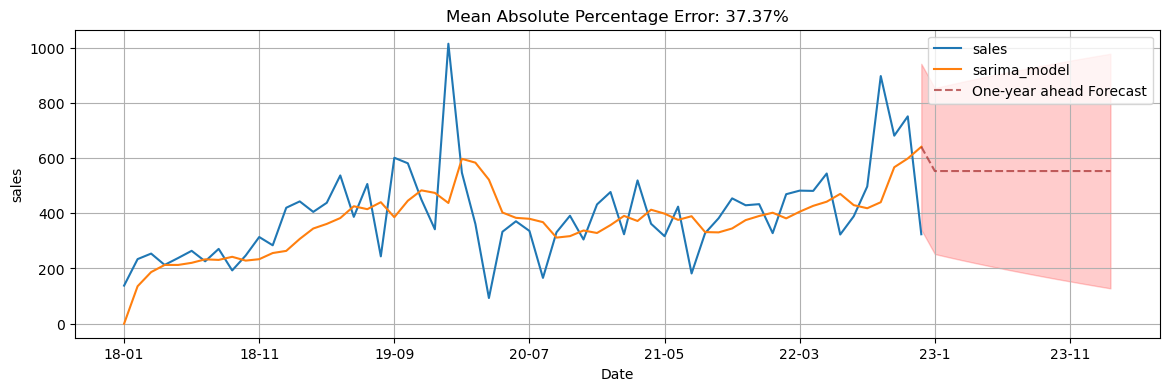 Mean Absolute Percentage Error: 37.37%
1000
800
600
400
200
0
sales
sales
sarima_model
One-year ahead Forecast
18-01
18-11
19-09
20-07
21-05
22-03
23-1
23-11
Date